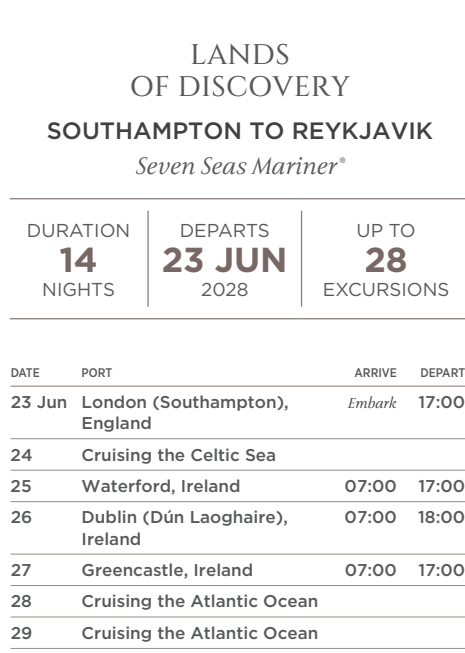 LANDS
OF DISCOVERY
SOUTHAMPTON TO REYKJAVIK
Seven Seas Mariner®
DURATION
14
NIGHTS
DEPARTS
23 JUN
2028
UP TO
28
EXCURSIONS
DATE PORT ARRIVE DEPART
23 Jun London (Southampton), Embark 17:00
England
24 Cruising the Celtic Sea
25 Waterford, Ireland 07:00 17:00
26 Dublin (Dún Laoghaire), 07:00 18:00
Ireland
27 Greencastle, Ireland 07:00 17:00
28 Cruising the Atlantic Ocean
29 Cruising the Atlantic Ocean